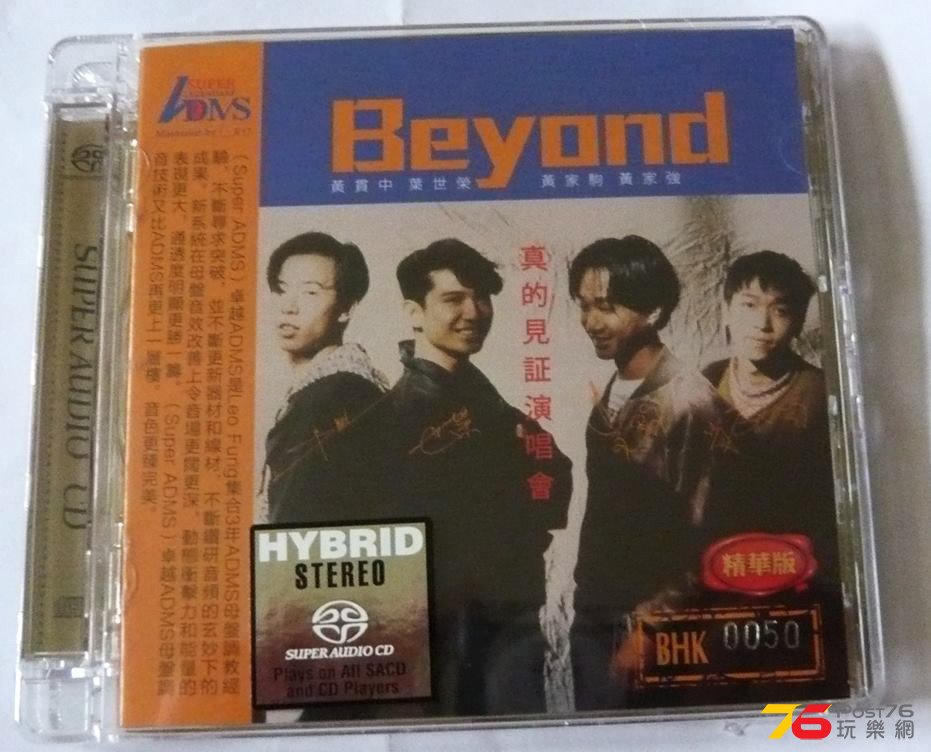 SUPER
ADMS
（Super ADMS）卓越ADMS是Leo Fung集合3年ADMS母盤調教經
驗，不斷尋求突破，並不斷更新器材和線材，不斷鑽研音頻的玄妙下的
成果。新系統在母盤音效改善上令音場更闊更深，動態衝擊力和能量的
表現更大，通透度明顯更勝一籌。（Super ADMS）卓越ADMS母盤調
音技術又比ADMS再更上一層樓，音色更臻完美。
SUPER AUDIO CD
Beyond
黃貫中 葉世榮 黃家駒 黃家強
真的見証演唱會
HYBRID
STEREO
SUPER AUDIO CD
Plays on All SACD
and CD Players
精華版
BHK 0050
76 POST76
玩樂網